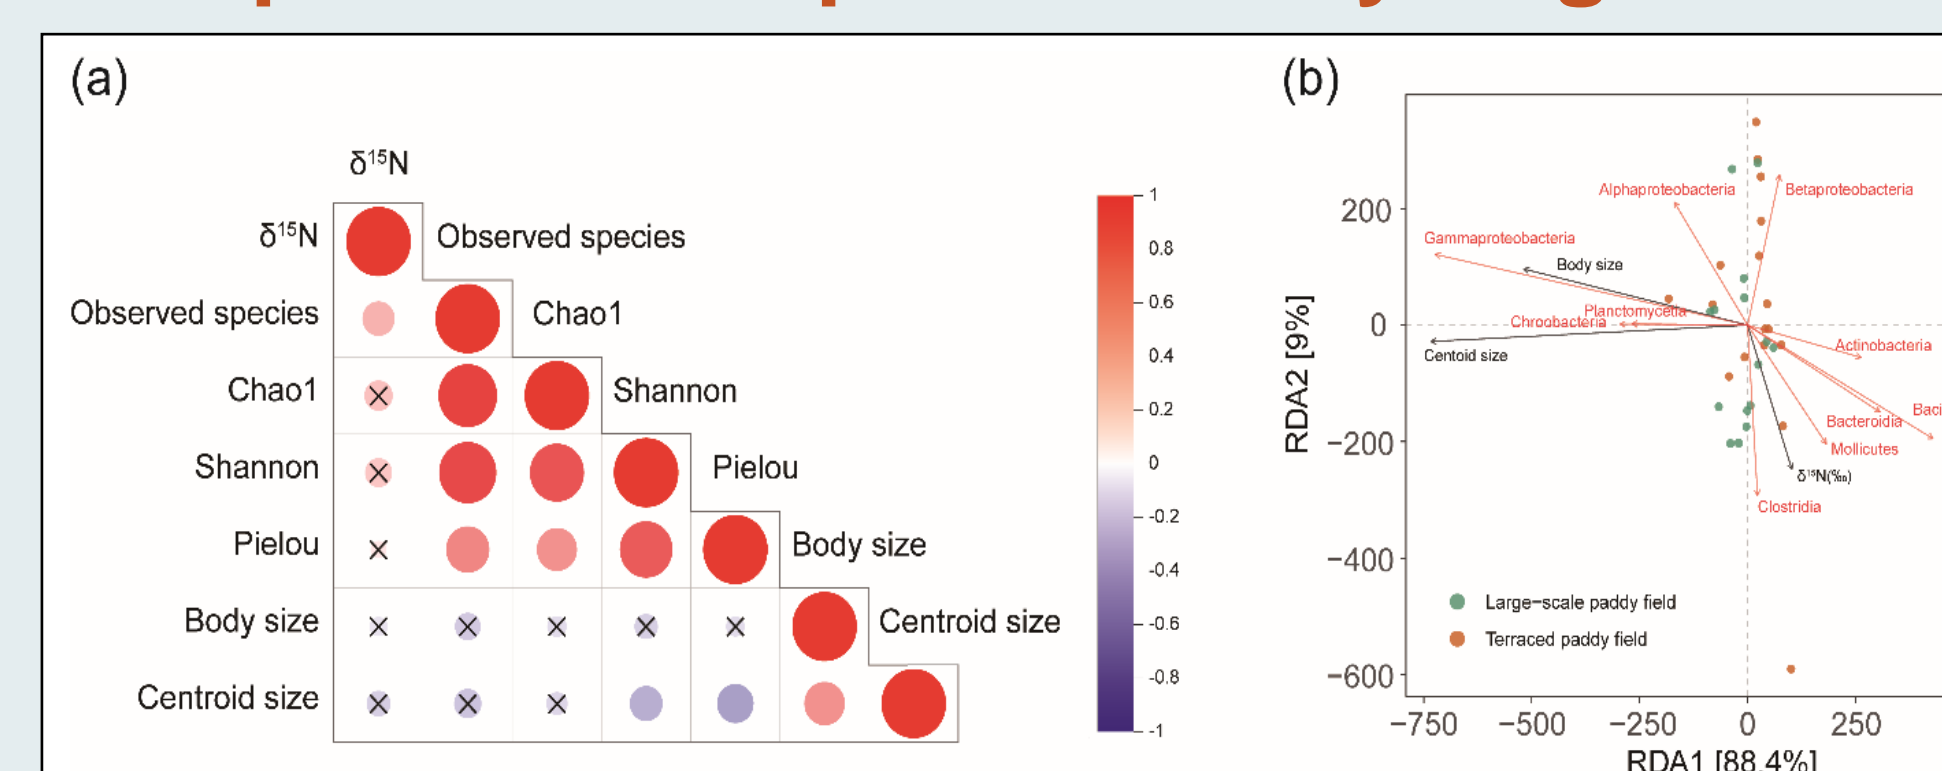 (a)
δ¹⁵N
δ¹⁵N
Observed species
Observed species
Chao1
Chao1
Shannon
Shannon
Pielou
Pielou
Body size
Body size
Centroid size
Centroid size
1
0.8
0.6
0.4
0.2
0
-0.2
-0.4
-0.6
-0.8
-1
(b)
RDA2 [9%]
200
0
−200
−400
−600
Alphaproteobacteria
Betaproteobacteria
Gammaproteobacteria
Body size
Planctomycetia
Chroobacteria
Centoid size
Actinobacteria
Baci
Bacteroidia
Mollicutes
δ¹⁵N(‰)
Clostridia
Large−scale paddy field
Terraced paddy field
−750 −500 −250 0 250
RDA1 [88.4%]